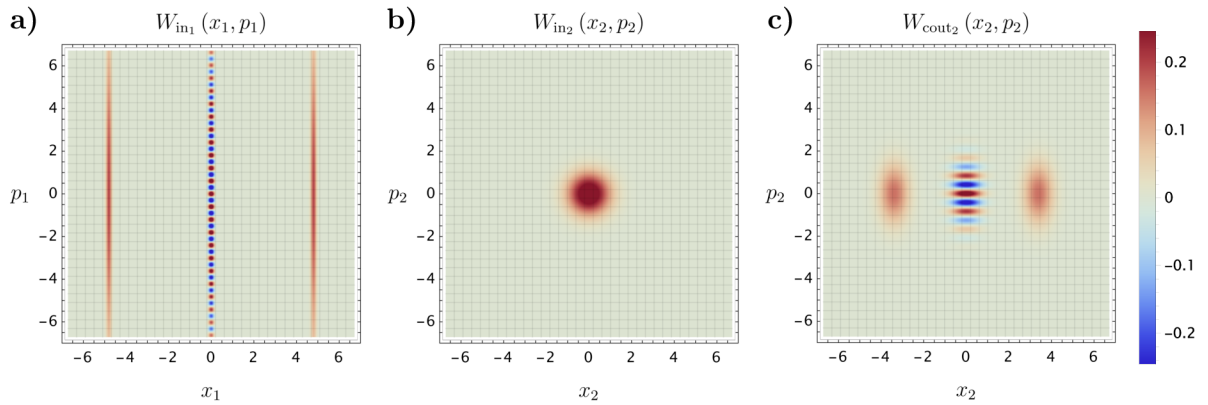 a)
W_in₁ (x₁, p₁)
6
4
2
p₁ 0
−2
−4
−6
−6 −4 −2 0 2 4 6
x₁
b)
W_in₂ (x₂, p₂)
6
4
2
p₂ 0
−2
−4
−6
−6 −4 −2 0 2 4 6
x₂
c)
W_cout₂ (x₂, p₂)
6
4
2
p₂ 0
−2
−4
−6
−6 −4 −2 0 2 4 6
x₂
0.2
0.1
0
-0.1
-0.2